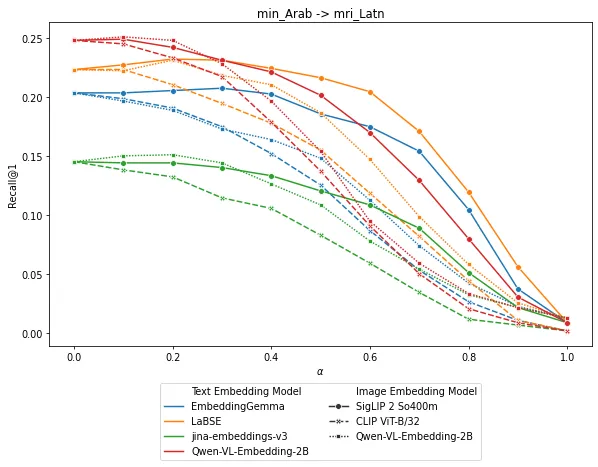 min_Arab -> mri_Latn
Recall@1
0.25
0.20
0.15
0.10
0.05
0.00
0.0 0.2 0.4 0.6 0.8 1.0
α
Text Embedding Model
EmbeddingGemma
LaBSE
jina-embeddings-v3
Qwen-VL-Embedding-2B
Image Embedding Model
SigLIP 2 So400m
CLIP ViT-B/32
Qwen-VL-Embedding-2B